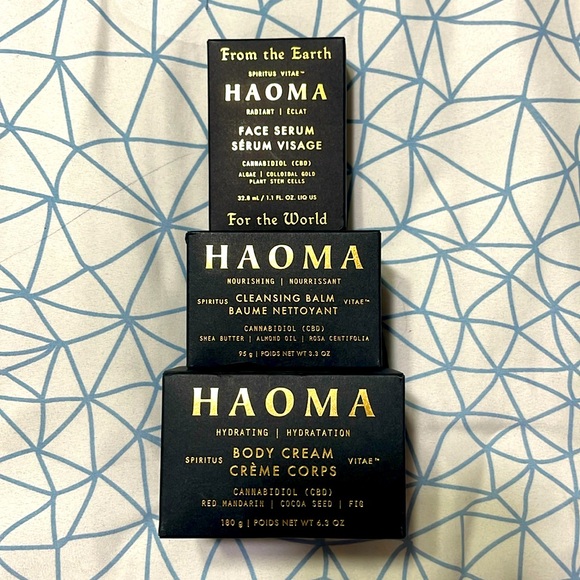 From the Earth
SPIRITUS VITAE™
HAOMA
RADIANT | ÉCLAT
FACE SERUM
SÉRUM VISAGE
CANNABIDIOL (CBD)
ALGAE | COLLOIDAL GOLD
PLANT STEM CELLS
32.8 mL / 1.1 FL. OZ. LIQ US
For the World
HAOMA
NOURISHING | NOURRISSANT
SPIRITUS CLEANSING BALM VITAE™
BAUME NETTOYANT
CANNABIDIOL (CBD)
SHEA BUTTER | ALMOND OIL | ROSA CENTIFOLIA
95 g | POIDS NET WT 3.3 OZ
HAOMA
HYDRATING | HYDRATATION
SPIRITUS BODY CREAM VITAE™
CRÈME CORPS
CANNABIDIOL (CBD)
RED MANDARIN | COCOA SEED | FIG
180 g | POIDS NET WT 6.3 OZ